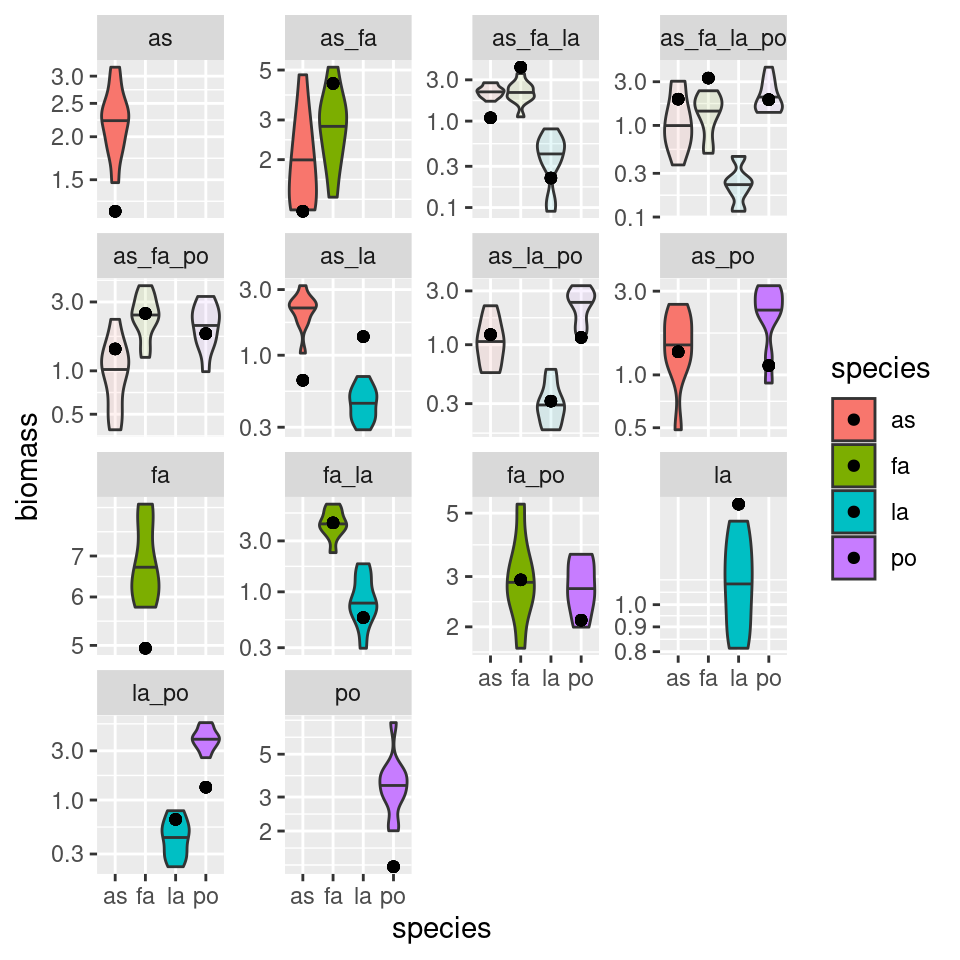 as
as_fa
as_fa_la
as_fa_la_po
3.0
2.5
2.0
1.5
5
3
2
3.0
1.0
0.3
0.1
3.0
1.0
0.3
0.1
as_fa_po
as_la
as_la_po
as_po
3.0
1.0
0.5
3.0
1.0
0.3
3.0
1.0
0.3
3.0
1.0
0.5
fa
fa_la
fa_po
la
7
6
5
3.0
1.0
0.3
5
3
2
1.0
0.9
0.8
as fa la po
as fa la po
la_po
po
3.0
1.0
0.3
5
3
2
as fa la po
as fa la po
species
biomass
species
as
fa
la
po